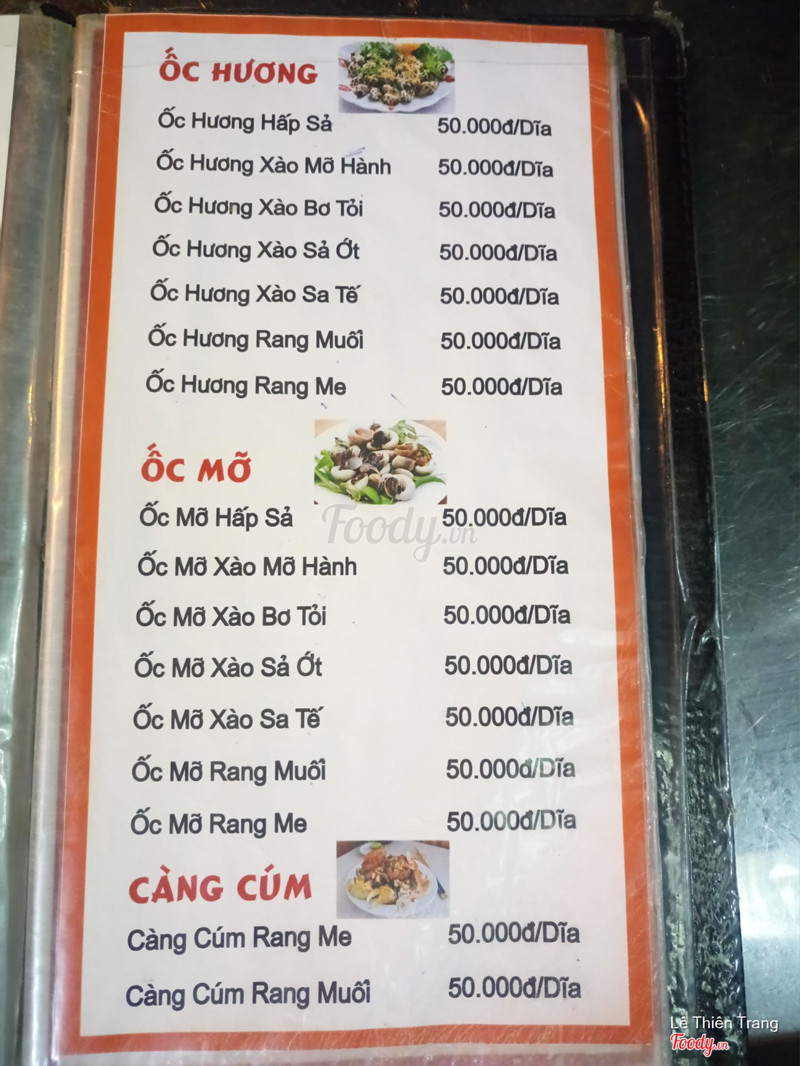 ỐC HƯƠNG
Ốc Hương Hấp Sả 50.000đ/Dĩa
Ốc Hương Xào Mỡ Hành 50.000đ/Dĩa
Ốc Hương Xào Bơ Tỏi 50.000đ/Dĩa
Ốc Hương Xào Sả Ớt 50.000đ/Dĩa
Ốc Hương Xào Sa Tế 50.000đ/Dĩa
Ốc Hương Rang Muối 50.000đ/Dĩa
Ốc Hương Rang Me 50.000đ/Dĩa
ỐC MỠ
Ốc Mỡ Hấp Sả 50.000đ/Dĩa
Foody.vn
Ốc Mỡ Xào Mỡ Hành 50.000đ/Dĩa
Ốc Mỡ Xào Bơ Tỏi 50.000đ/Dĩa
Ốc Mỡ Xào Sả Ớt 50.000đ/Dĩa
Ốc Mỡ Xào Sa Tế 50.000đ/Dĩa
Ốc Mỡ Rang Muối 50.000đ/Dĩa
Ốc Mỡ Rang Me 50.000đ/Dĩa
CÀNG CÚM
Càng Cúm Rang Me 50.000đ/Dĩa
Càng Cúm Rang Muối 50.000đ/Dĩa
Lê Thiên Trang
Foody.vn